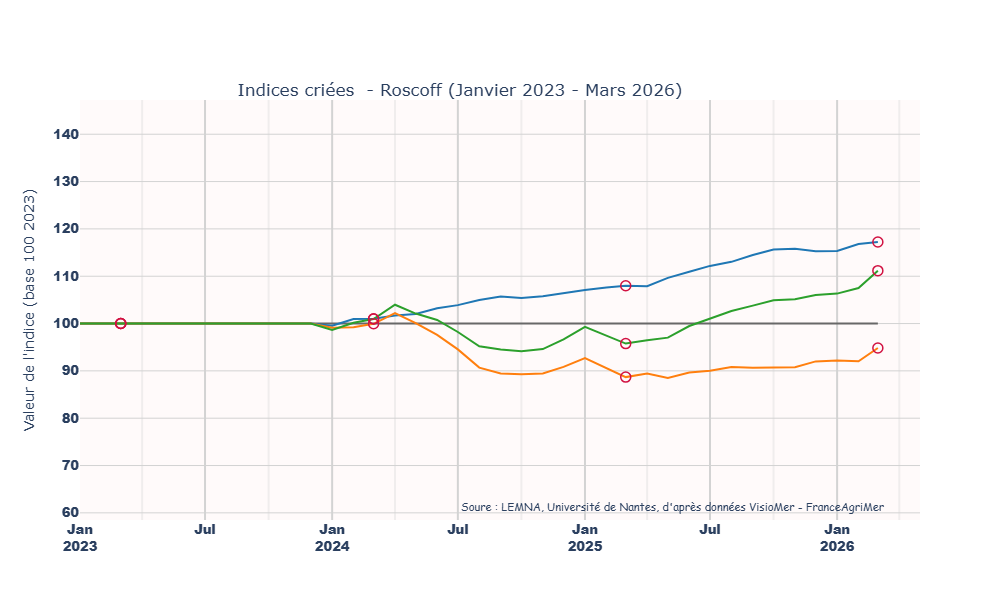 Indices criées  - Roscoff (Janvier 2023 - Mars 2026)
Valeur de l'indice (base 100 2023)
140
130
120
110
100
90
80
70
60
Soure : LEMNA, Université de Nantes, d'après données VisioMer - FranceAgriMer
Jan Jul Jan Jul Jan Jul Jan
2023 2024 2025 2026